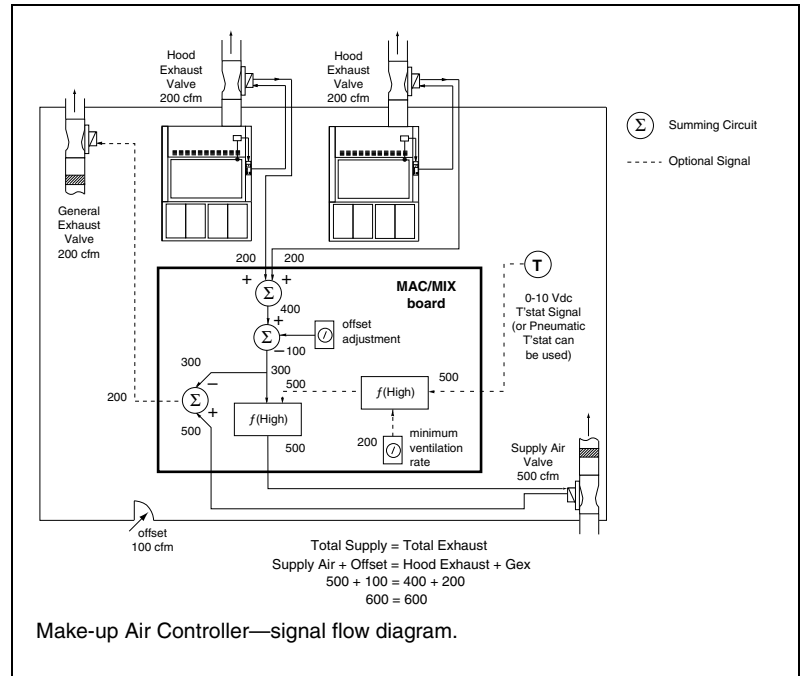 Hood
Exhaust
Valve
200 cfm
Hood
Exhaust
Valve
200 cfm
Σ Summing Circuit
Optional Signal
General
Exhaust
Valve
200 cfm
200 200
+ +
Σ
MAC/MIX
board
400
+
Σ
offset
adjustment
−100
T
0-10 Vdc
T'stat Signal
(or Pneumatic
T'stat can
be used)
300
300
500
500
200
−
Σ
+
f(High)
f(High)
500
500
200
minimum
ventilation
rate
Supply Air
Valve
500 cfm
offset
100 cfm
Total Supply = Total Exhaust
Supply Air + Offset = Hood Exhaust + Gex
500 + 100 = 400 + 200
600 = 600
Make-up Air Controller—signal flow diagram.